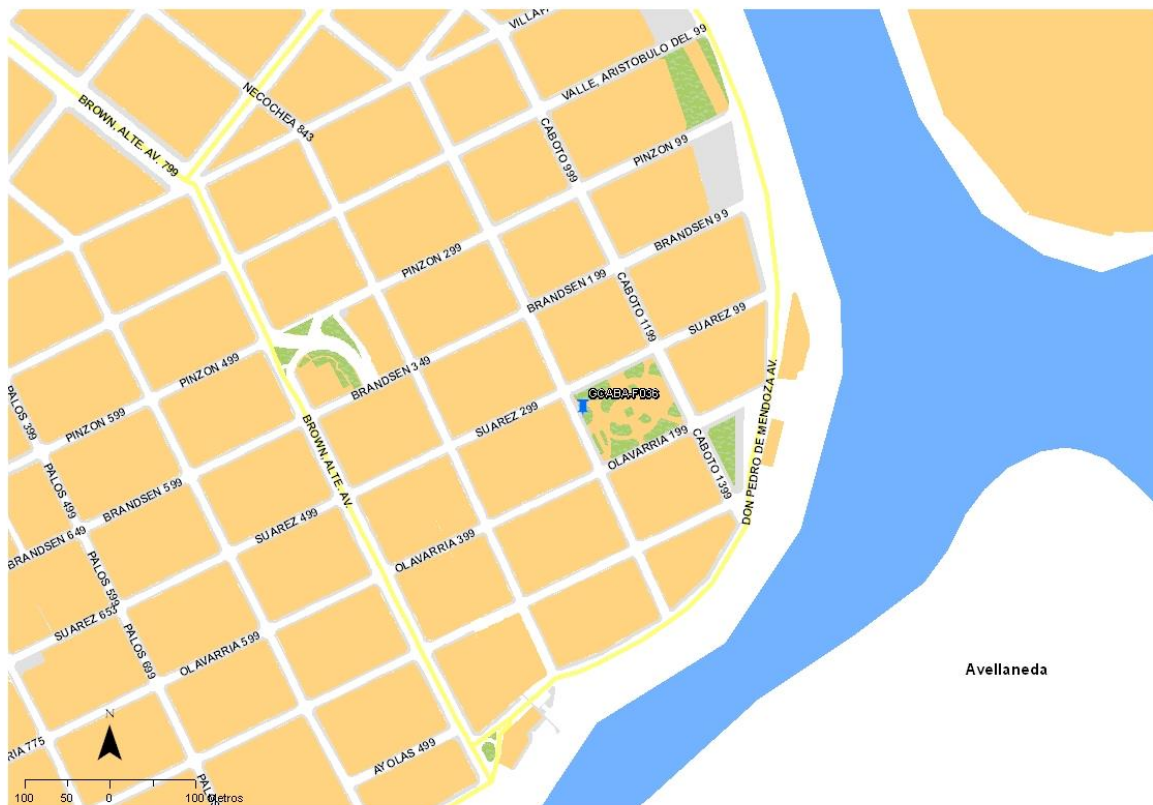 VILLAF
VALLE, ARISTOBULO DEL 99
NECOCHEA 843
BROWN, ALTE. AV. 799
CABOTO 999
PINZON 99
BRANDSEN 99
PINZON 299
BRANDSEN 199
CABOTO 1199
SUAREZ 99
PINZON 499
BRANDSEN 349
GCABA-F036
PALOS 399
PINZON 599
SUAREZ 299
BROWN, ALTE. AV.
OLAVARRIA 199
CABOTO 1399
DON PEDRO DE MENDOZA AV.
PALOS 499
BRANDSEN 599
SUAREZ 499
BRANDSEN 649
OLAVARRIA 399
PALOS 599
SUAREZ 653
PALOS 699
OLAVARRIA 599
Avellaneda
N
RIA 775
AYOLAS 499
PALOS
100 50 0 100 Metros